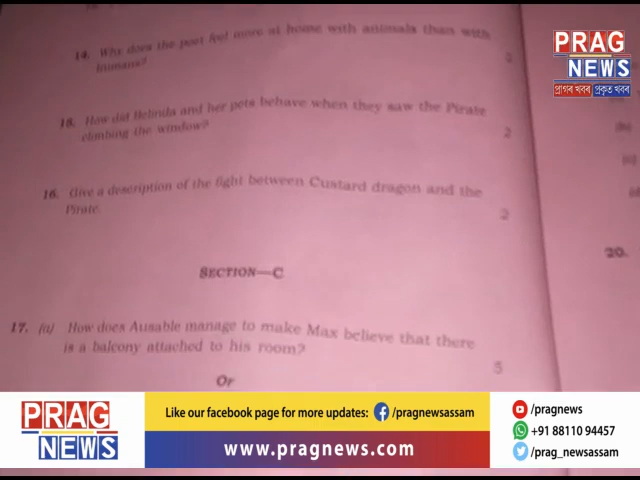 14. Why does the poet feel more at home with animals than with
humans?
2
15. How did Belinda and her pets behave when they saw the Pirate
climbing the window?
2
16. Give a description of the fight between Custard dragon and the
Pirate.
2
SECTION—C
17. (a) How does Ausable manage to make Max believe that there
is a balcony attached to his room?
5
Or
20.
PRAG
NEWS
প্ৰাগৰ খবৰ প্ৰকৃত খবৰ
PRAG
NEWS
Like our facebook page for more updates: /pragnewsassam
www.pragnews.com
/pragnews
+91 88110 94457
/prag_newsassam